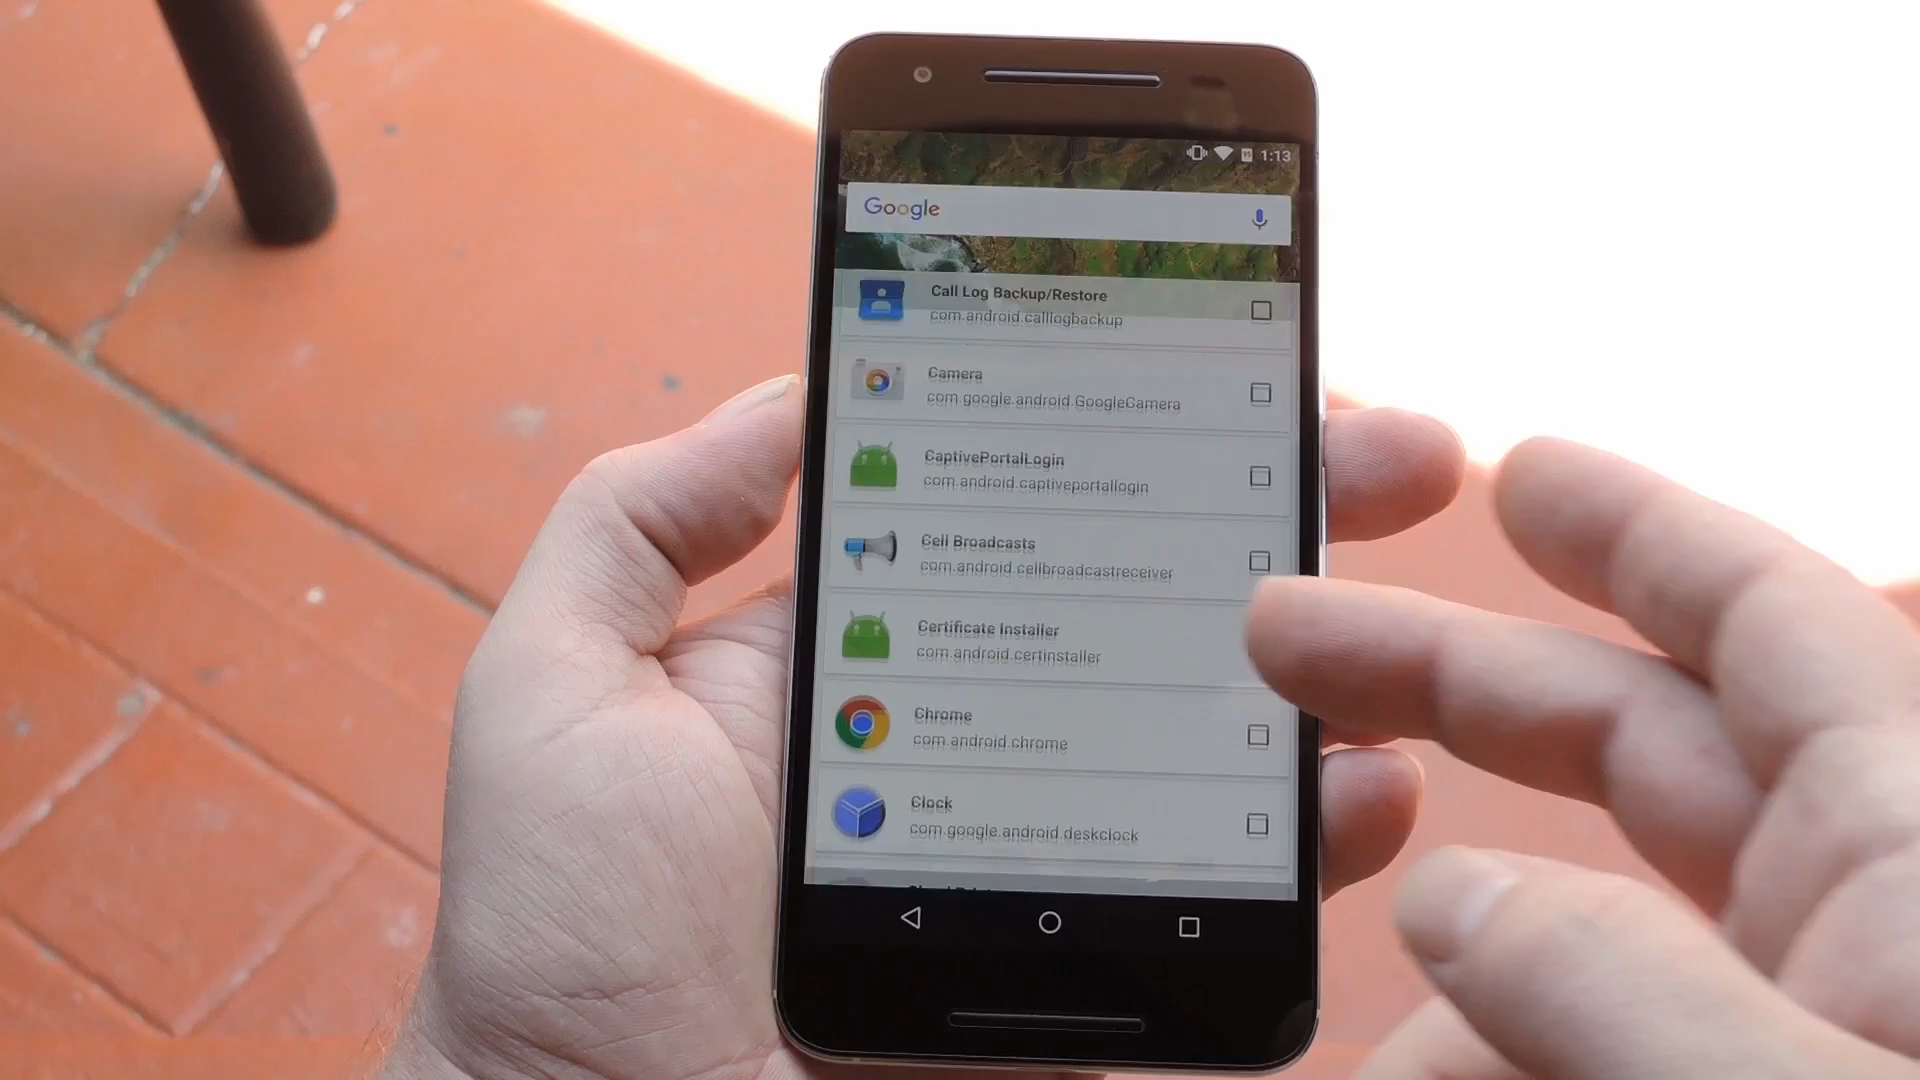 1:13
Google
Call Log Backup/Restore
com.android.calllogbackup
Camera
com.google.android.GoogleCamera
CaptivePortalLogin
com.android.captiveportallogin
Cell Broadcasts
com.android.cellbroadcastreceiver
Certificate Installer
com.android.certinstaller
Chrome
com.android.chrome
Clock
com.google.android.deskclock